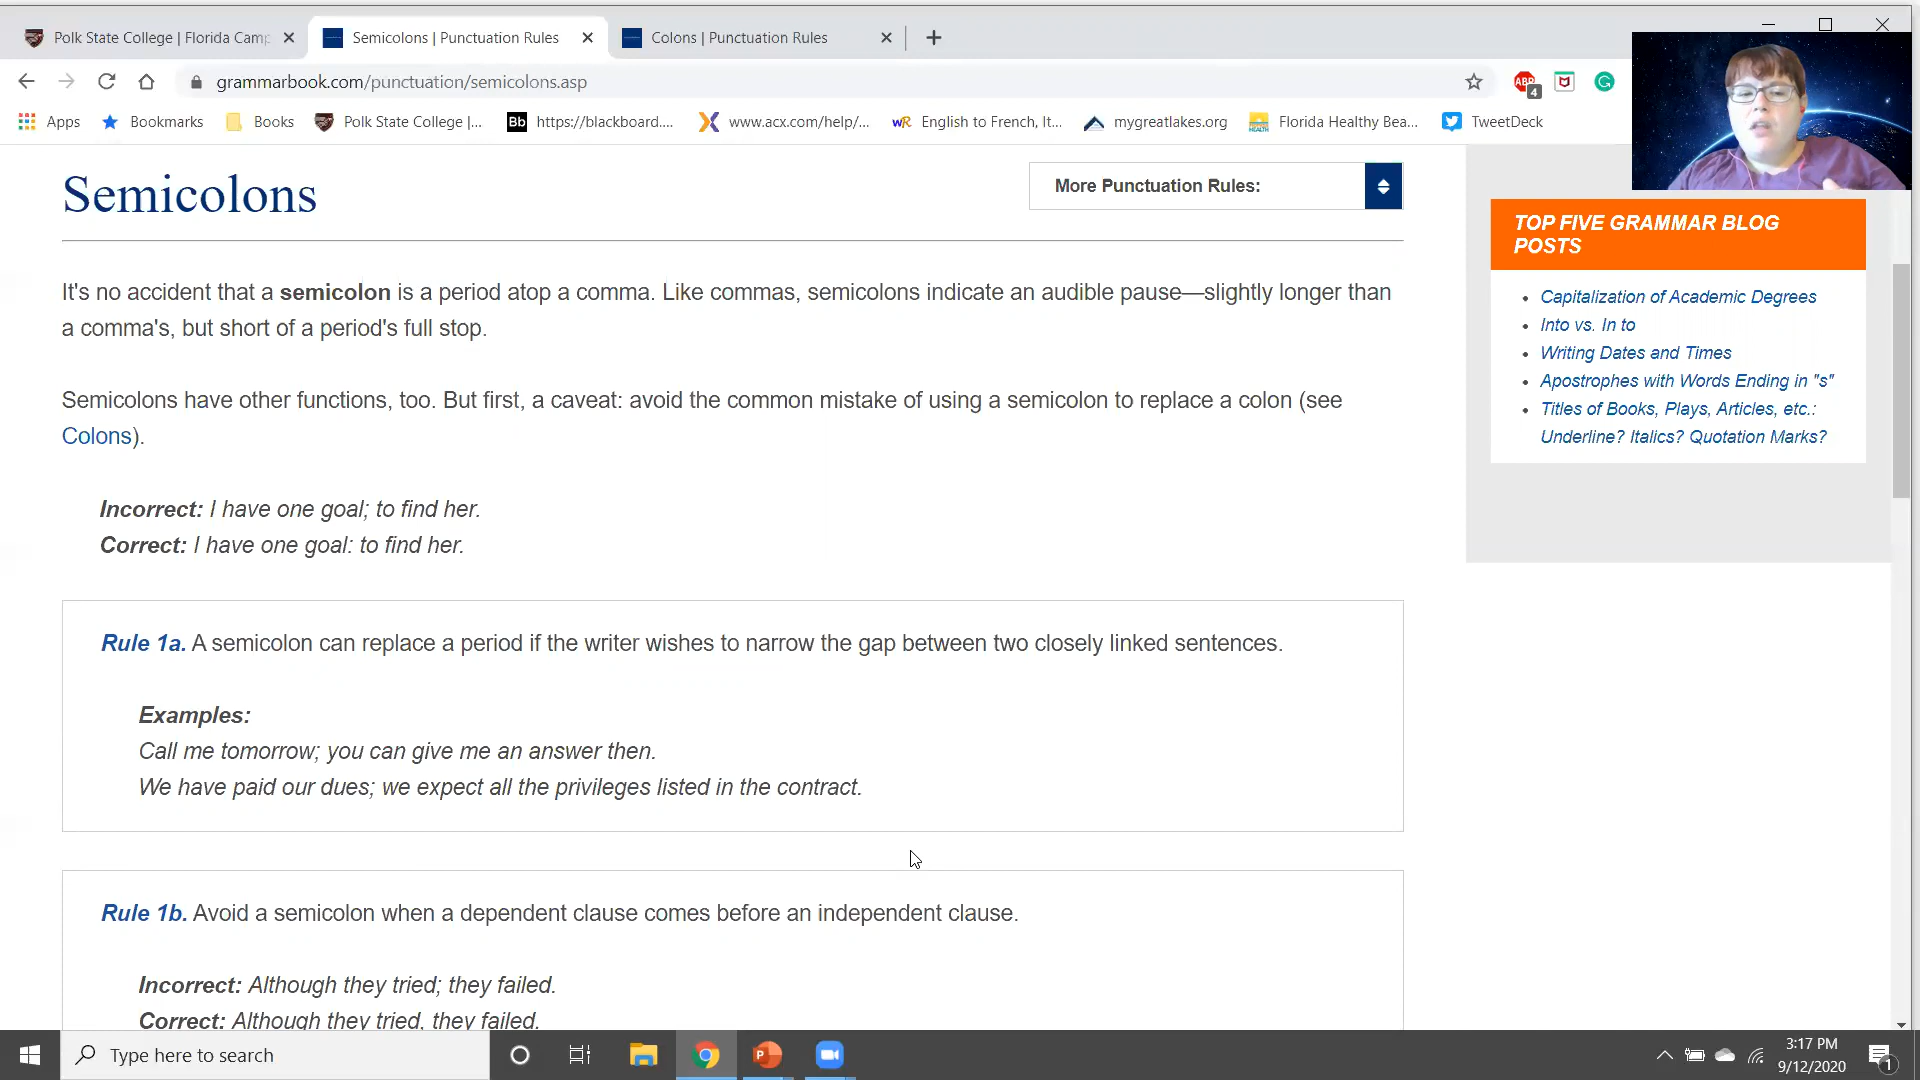 Polk State College | Florida Camp
Semicolons | Punctuation Rules
Colons | Punctuation Rules
grammarbook.com/punctuation/semicolons.asp
ABP
4
Apps
Bookmarks
Books
Polk State College |...
Bb
https://blackboard....
www.acx.com/help/...
WR
English to French, It...
mygreatlakes.org
Florida Healthy Bea...
TweetDeck
Semicolons
More Punctuation Rules:
It's no accident that a semicolon is a period atop a comma. Like commas, semicolons indicate an audible pause—slightly longer than
a comma's, but short of a period's full stop.
Semicolons have other functions, too. But first, a caveat: avoid the common mistake of using a semicolon to replace a colon (see
Colons).
Incorrect: I have one goal; to find her.
Correct: I have one goal: to find her.
Rule 1a. A semicolon can replace a period if the writer wishes to narrow the gap between two closely linked sentences.
Examples:
Call me tomorrow; you can give me an answer then.
We have paid our dues; we expect all the privileges listed in the contract.
Rule 1b. Avoid a semicolon when a dependent clause comes before an independent clause.
Incorrect: Although they tried; they failed.
Correct: Although they tried, they failed.
TOP FIVE GRAMMAR BLOG
POSTS
Capitalization of Academic Degrees
Into vs. In to
Writing Dates and Times
Apostrophes with Words Ending in "s"
Titles of Books, Plays, Articles, etc.:
Underline? Italics? Quotation Marks?
Type here to search
3:17 PM
9/12/2020
1